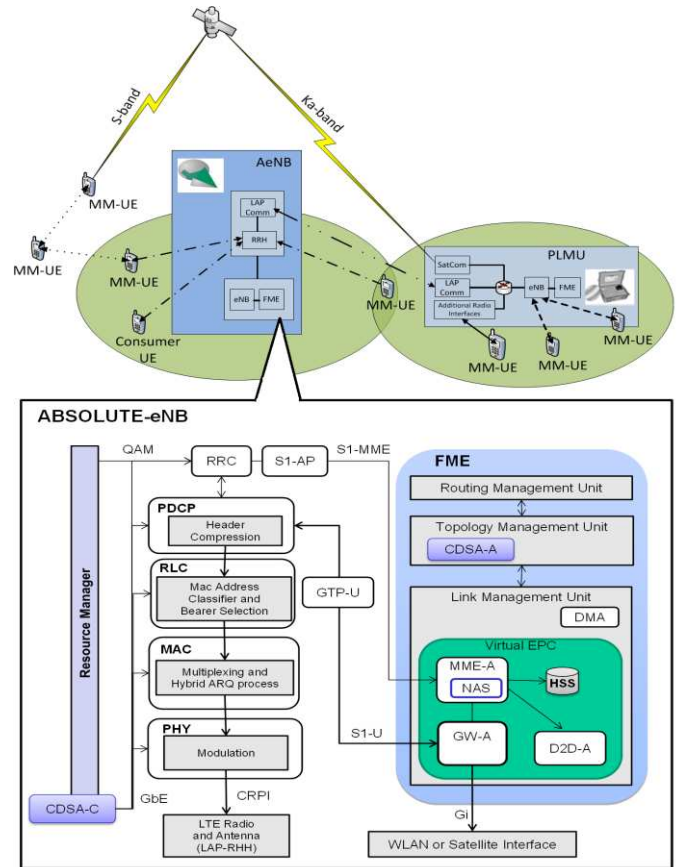 S-band
Ka-band
AeNB
LAP
Comm
RRH
eNB
FME
MM-UE
MM-UE
MM-UE
Consumer
UE
MM-UE
PLMU
SatCom
LAP
Comm
Additional Radio
Interfaces
eNB
FME
MM-UE
MM-UE
MM-UE
ABSOLUTE-eNB
QAM
RRC
S1-AP
S1-MME
FME
Routing Management Unit
Topology Management Unit
CDSA-A
Link Management Unit
DMA
Virtual EPC
MME-A
NAS
HSS
GW-A
D2D-A
Resource Manager
PDCP
Header
Compression
RLC
Mac Address
Classifier and
Bearer Selection
GTP-U
MAC
Multiplexing and
Hybrid ARQ process
PHY
Modulation
S1-U
CDSA-C
GbE
CRPI
LTE Radio
and Antenna
(LAP-RHH)
Gi
WLAN or Satellite Interface